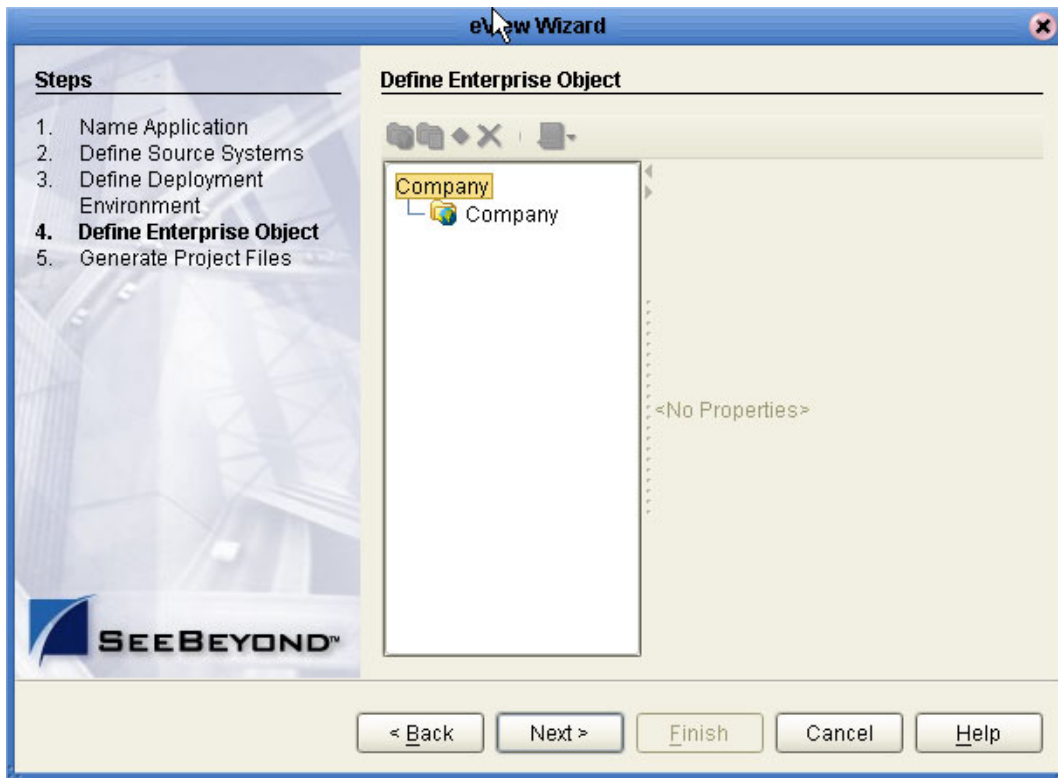 eView Wizard
Steps
1. Name Application
2. Define Source Systems
3. Define Deployment
Environment
4. Define Enterprise Object
5. Generate Project Files
SEEBEYOND™
Define Enterprise Object
Company
Company
<No Properties>
< Back
Next >
Finish
Cancel
Help